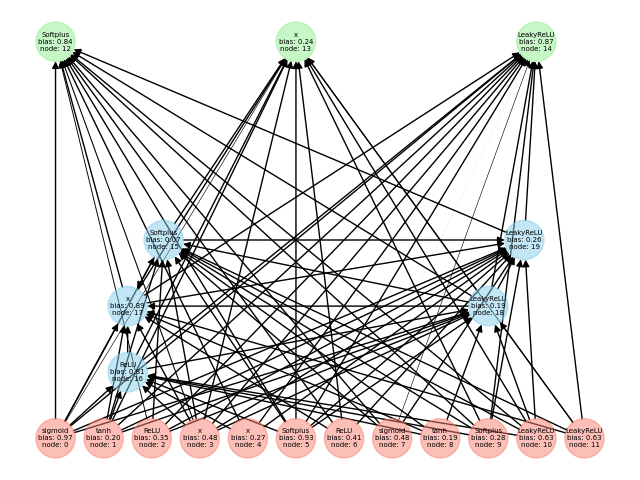 Softplus
bias: 0.84
node: 12
x
bias: 0.24
node: 13
LeakyReLU
bias: 0.87
node: 14
Softplus
bias: 0.07
node: 15
LeakyReLU
bias: 0.26
node: 19
x
bias: 0.89
node: 17
LeakyReLU
bias: 0.19
node: 18
ReLU
bias: 0.81
node: 16
sigmoid
bias: 0.97
node: 0
tanh
bias: 0.20
node: 1
ReLU
bias: 0.35
node: 2
x
bias: 0.48
node: 3
x
bias: 0.27
node: 4
Softplus
bias: 0.93
node: 5
ReLU
bias: 0.41
node: 6
sigmoid
bias: 0.48
node: 7
tanh
bias: 0.19
node: 8
Softplus
bias: 0.28
node: 9
LeakyReLU
bias: 0.63
node: 10
LeakyReLU
bias: 0.63
node: 11